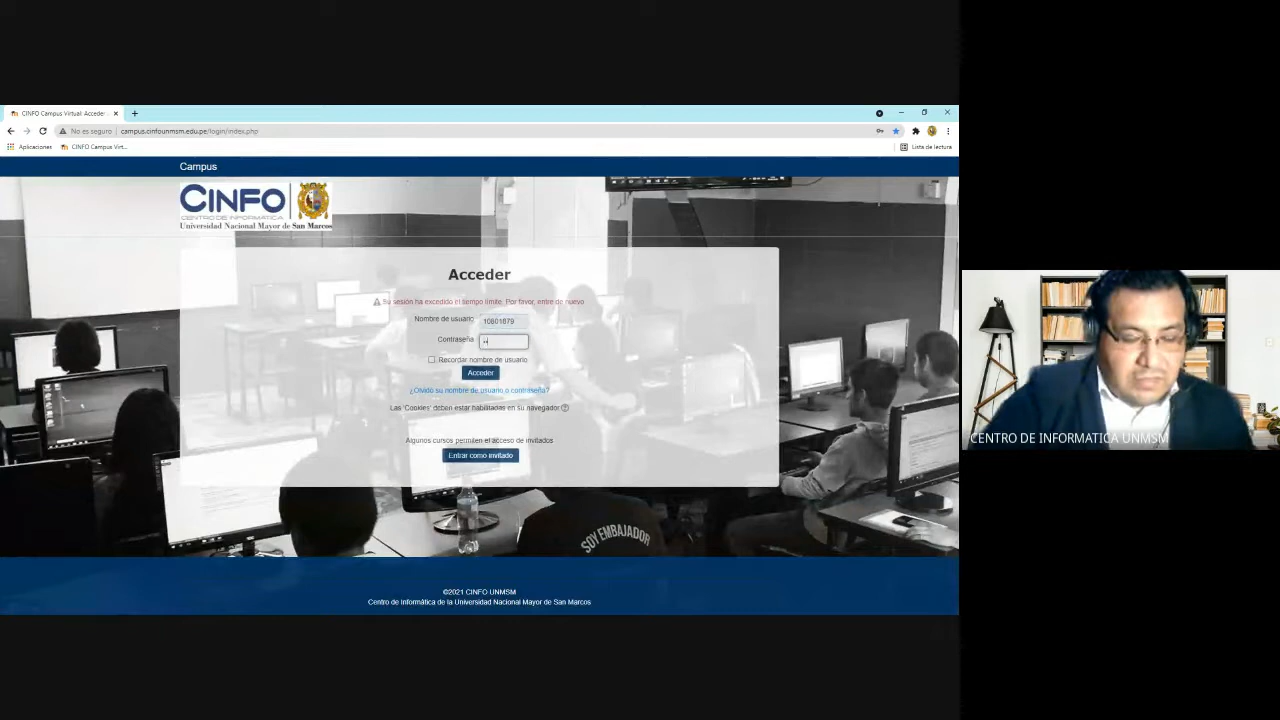 CINFO Campus Virtual: Acceder
No es seguro | campus.cinfounmsm.edu.pe/login/index.php
Aplicaciones CINFO Campus Virt... Lista de lectura
Campus
CINFO
CENTRO DE INFORMÁTICA
Universidad Nacional Mayor de San Marcos
Acceder
Su sesión ha excedido el tiempo límite. Por favor, entre de nuevo
Nombre de usuario 10801879
Contraseña
Recordar nombre de usuario
Acceder
¿Olvidó su nombre de usuario o contraseña?
Las 'Cookies' deben estar habilitadas en su navegador
Algunos cursos permiten el acceso de invitados
Entrar como invitado
SOY EMBAJADOR
©2021 CINFO UNMSM
Centro de Informática de la Universidad Nacional Mayor de San Marcos
CENTRO DE INFORMATICA UNMSM